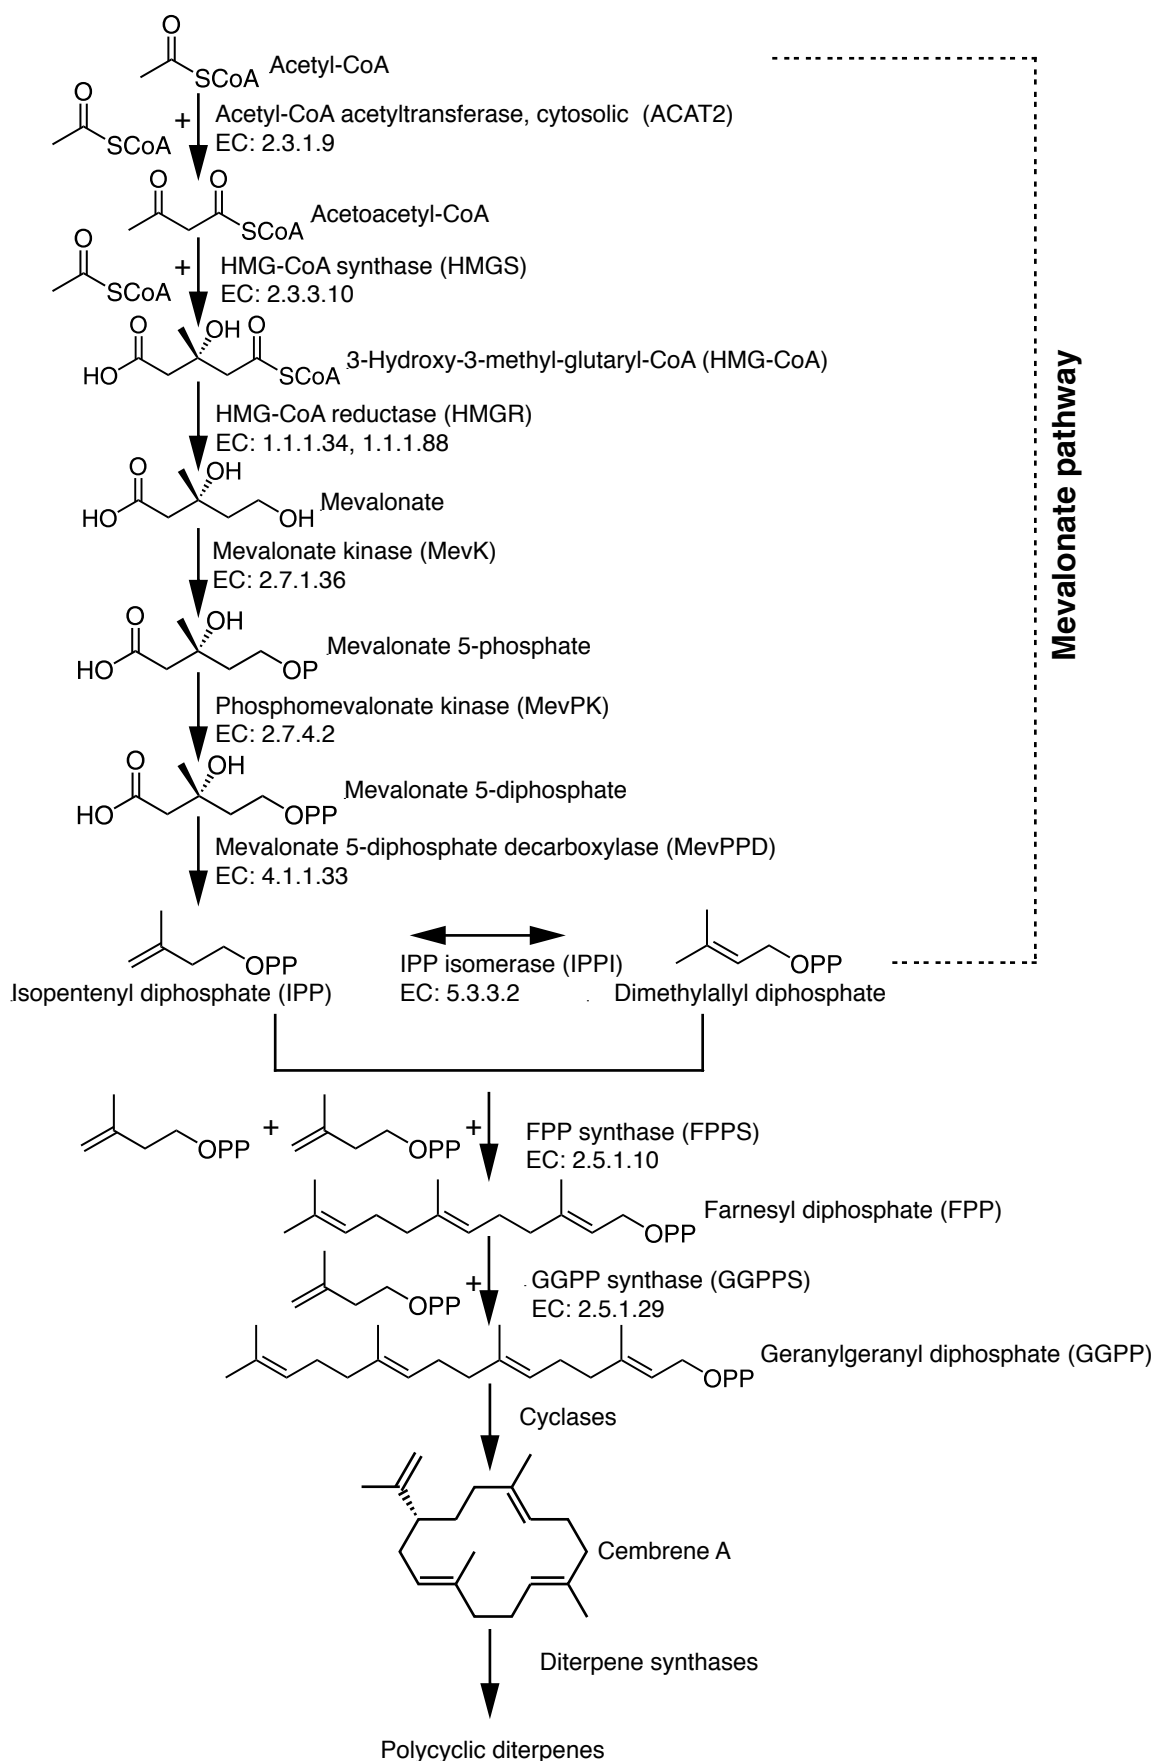 O
SCoA Acetyl-CoA
O
SCoA
+ Acetyl-CoA acetyltransferase, cytosolic (ACAT2)
EC: 2.3.1.9
O O
SCoA Acetoacetyl-CoA
O
SCoA
+ HMG-CoA synthase (HMGS)
EC: 2.3.3.10
O OH O
HO SCoA 3-Hydroxy-3-methyl-glutaryl-CoA (HMG-CoA)
HMG-CoA reductase (HMGR)
EC: 1.1.1.34, 1.1.1.88
O OH
HO OH Mevalonate
Mevalonate kinase (MevK)
EC: 2.7.1.36
O OH
HO OP Mevalonate 5-phosphate
Phosphomevalonate kinase (MevPK)
EC: 2.7.4.2
O OH
HO OPP Mevalonate 5-diphosphate
Mevalonate 5-diphosphate decarboxylase (MevPPD)
EC: 4.1.1.33
Mevalonate pathway
OPP
Isopentenyl diphosphate (IPP)
IPP isomerase (IPPI)
EC: 5.3.3.2
OPP
Dimethylallyl diphosphate
OPP + OPP +
FPP synthase (FPPS)
EC: 2.5.1.10
OPP Farnesyl diphosphate (FPP)
OPP +
GGPP synthase (GGPPS)
EC: 2.5.1.29
OPP Geranylgeranyl diphosphate (GGPP)
Cyclases
Cembrene A
Diterpene synthases
Polycyclic diterpenes